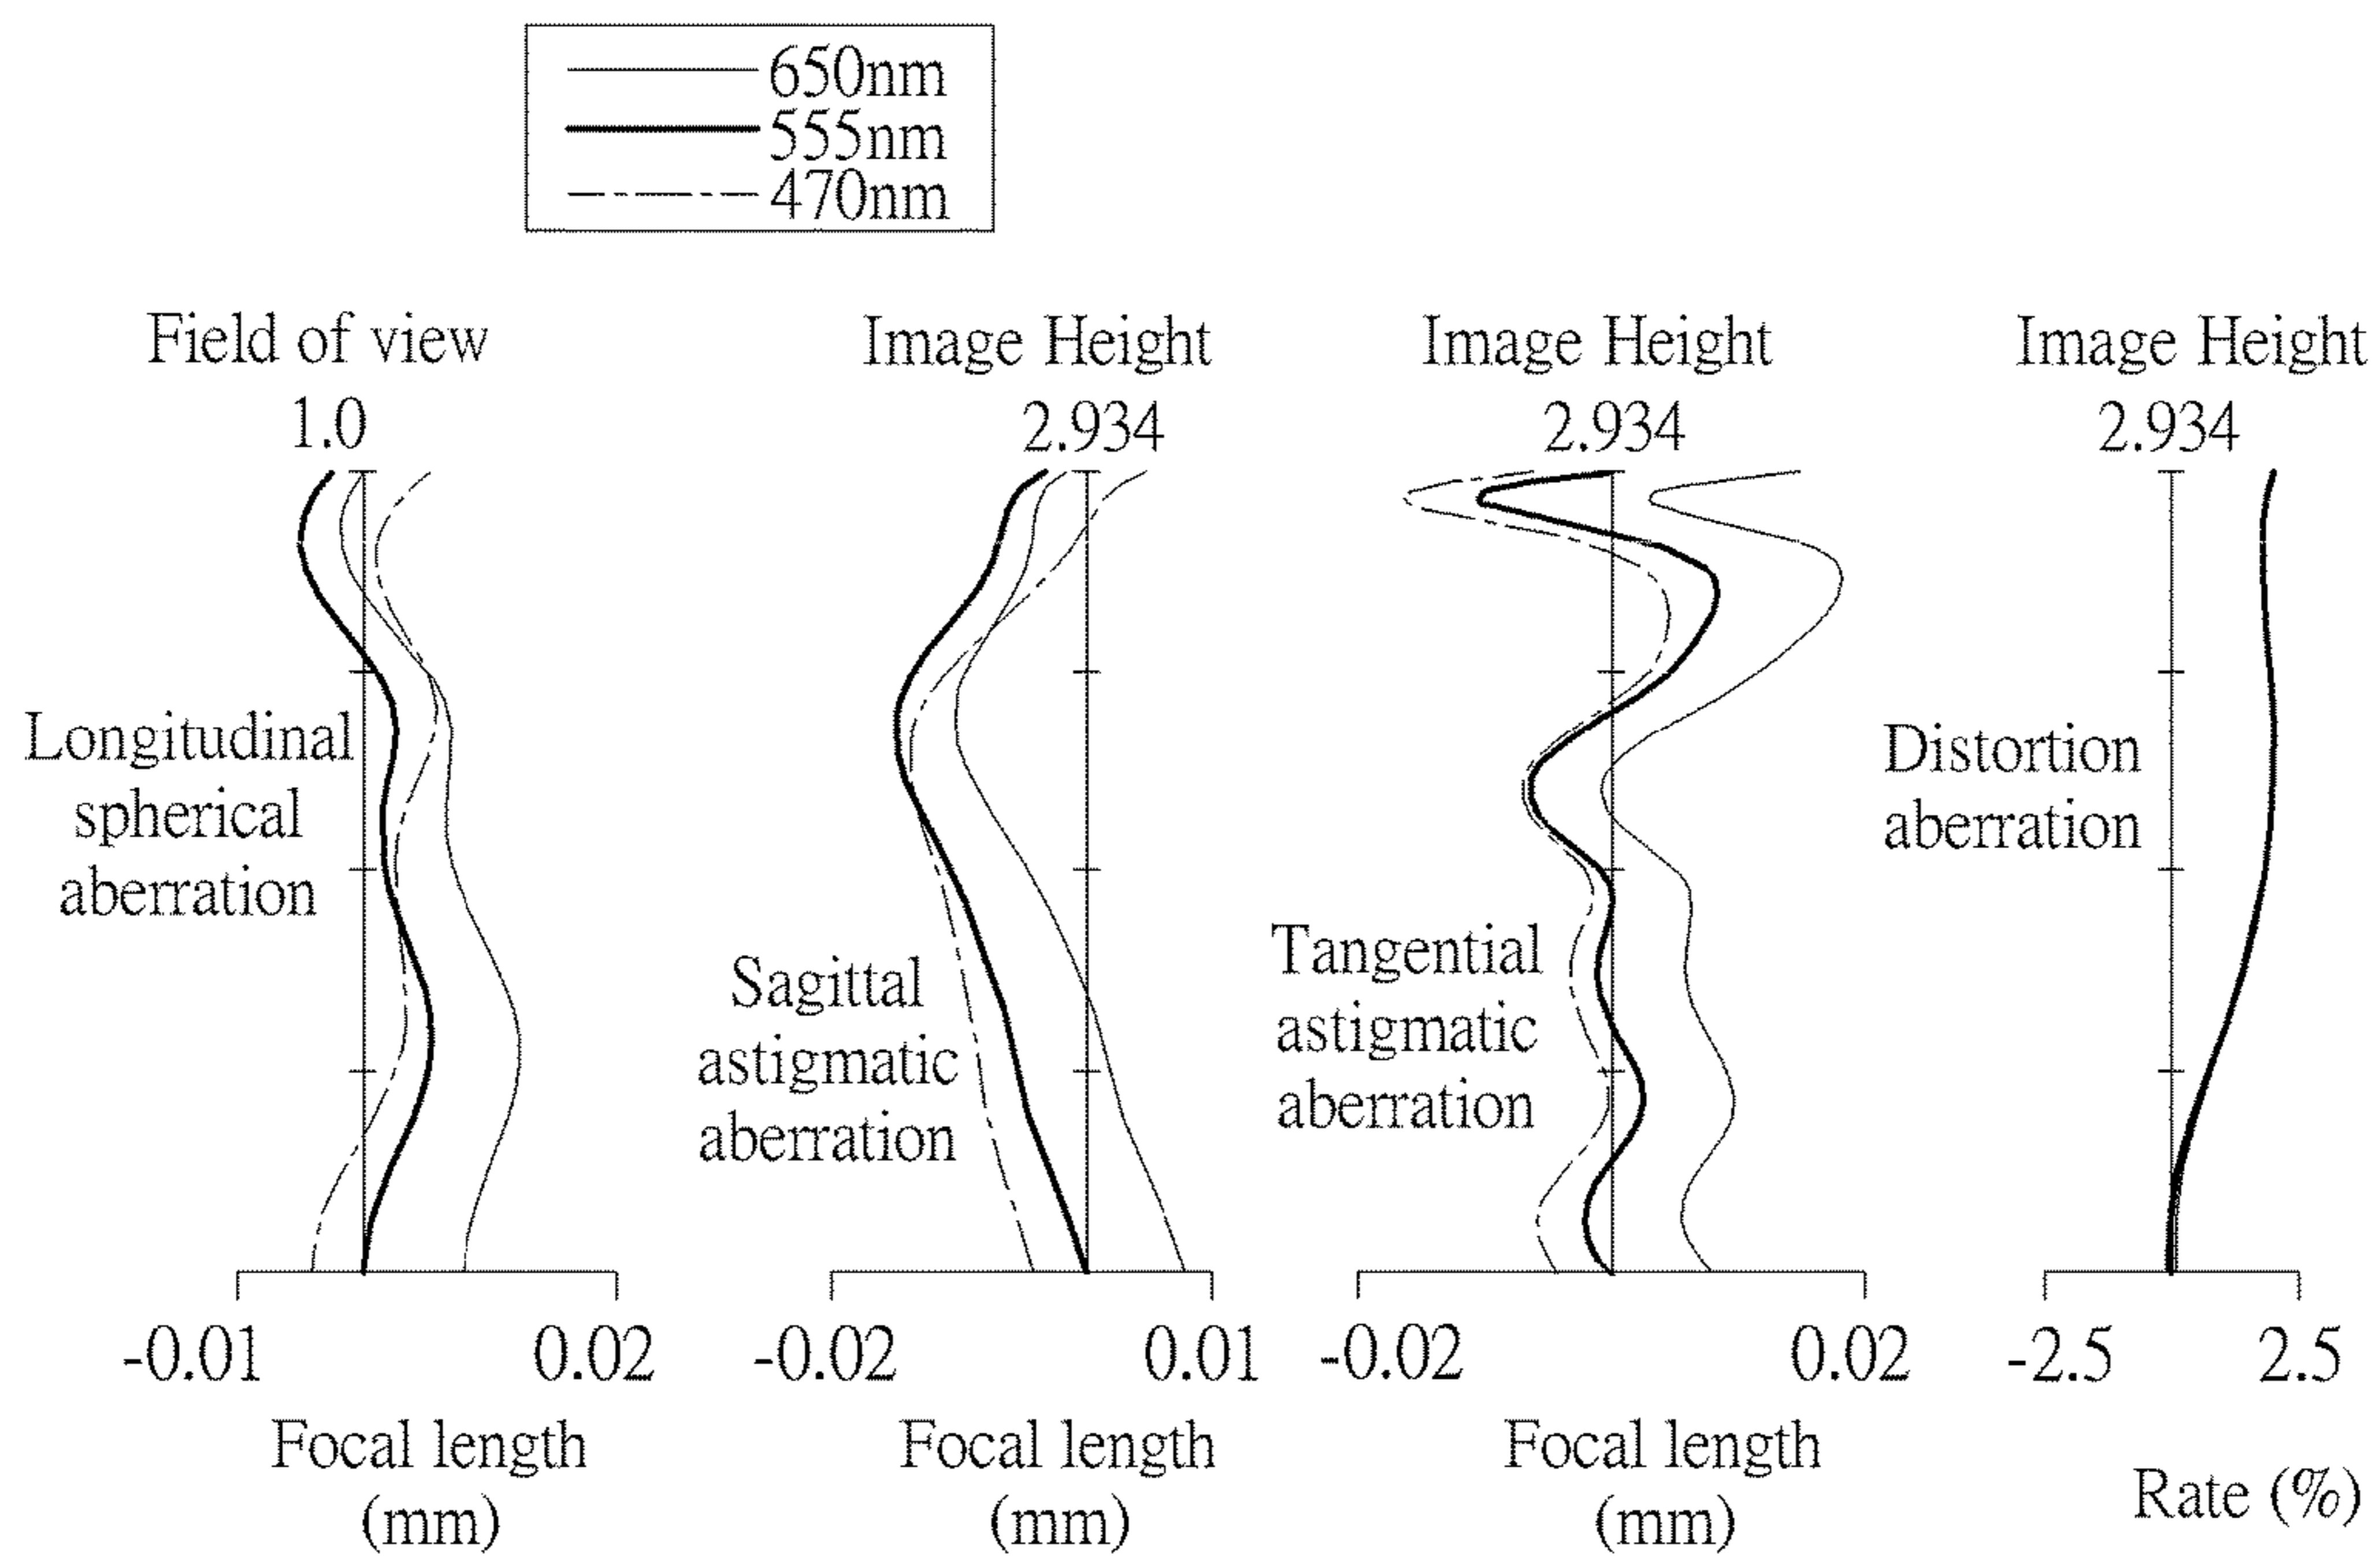 650nm
555nm
470nm
Field of view
1.0
Longitudinal
spherical
aberration
-0.01
0.02
Focal length
(mm)
Image Height
2.934
Sagittal
astigmatic
aberration
-0.02
0.01
Focal length
(mm)
Image Height
2.934
Tangential
astigmatic
aberration
-0.02
0.02
Focal length
(mm)
Image Height
2.934
Distortion
aberration
-2.5
2.5
Rate (%)